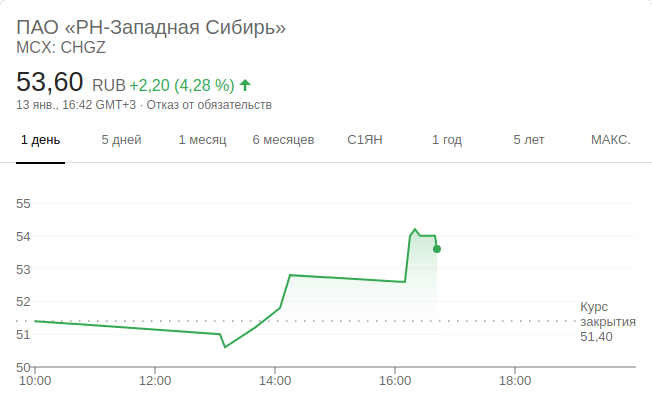 ПАО «РН-Западная Сибирь»
MCX: CHGZ
53,60 RUB +2,20 (4,28 %)
13 янв., 16:42 GMT+3 · Отказ от обязательств
1 день 5 дней 1 месяц 6 месяцев С1ЯН 1 год 5 лет МАКС.
55
54
53
52
51
50
Курс
закрытия
51,40
10:00 12:00 14:00 16:00 18:00